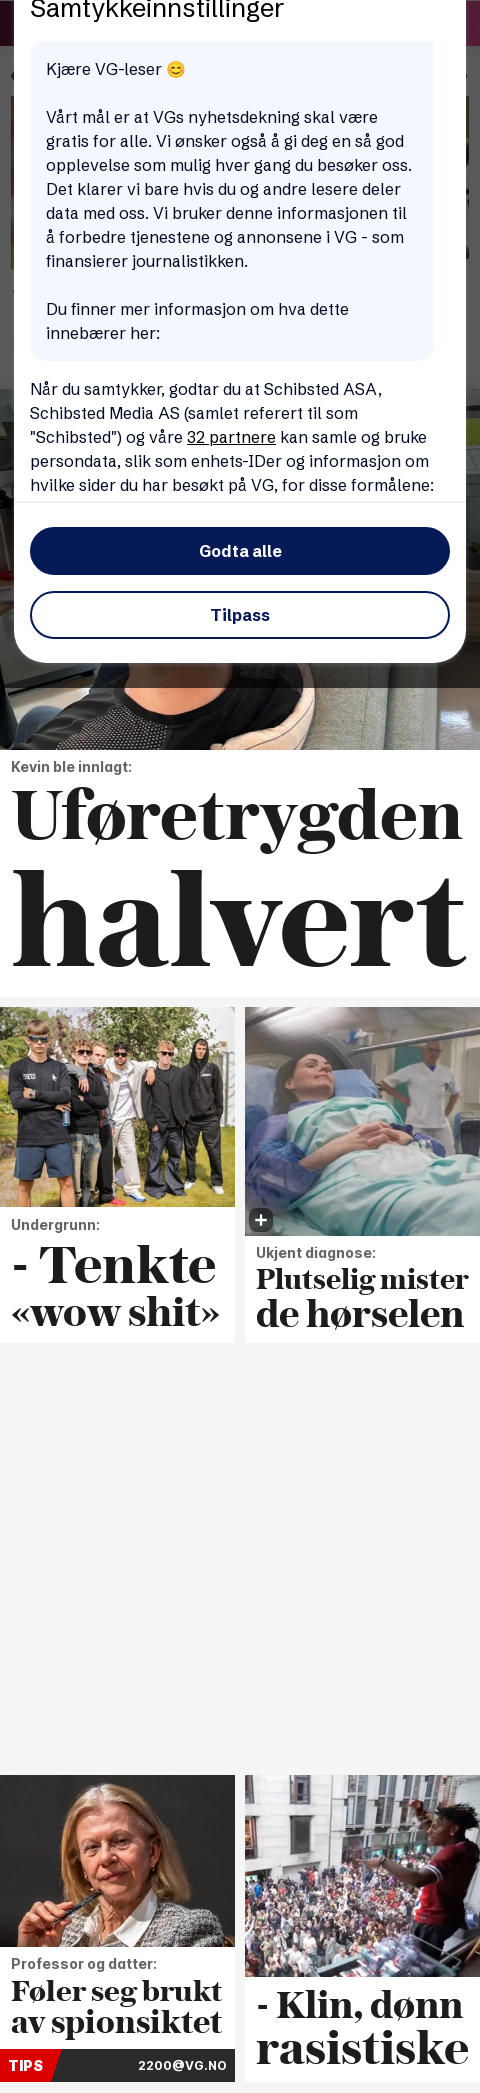 Samtykkeinnstillinger
Kjære VG-leser 😊
Vårt mål er at VGs nyhetsdekning skal være
gratis for alle. Vi ønsker også å gi deg en så god
opplevelse som mulig hver gang du besøker oss.
Det klarer vi bare hvis du og andre lesere deler
data med oss. Vi bruker denne informasjonen til
å forbedre tjenestene og annonsene i VG - som
finansierer journalistikken.
Du finner mer informasjon om hva dette
innebærer her:
Når du samtykker, godtar du at Schibsted ASA,
Schibsted Media AS (samlet referert til som
"Schibsted") og våre 32 partnere kan samle og bruke
persondata, slik som enhets-IDer og informasjon om
hvilke sider du har besøkt på VG, for disse formålene:
Godta alle
Tilpass
Kevin ble innlagt:
Uføretrygden
halvert
Undergrunn:
- Tenkte
«wow shit»
Ukjent diagnose:
Plutselig mister
de hørselen
Professor og datter:
Føler seg brukt
av spionsiktet
TIPS 2200@VG.NO
- Klin, dønn
rasistiske